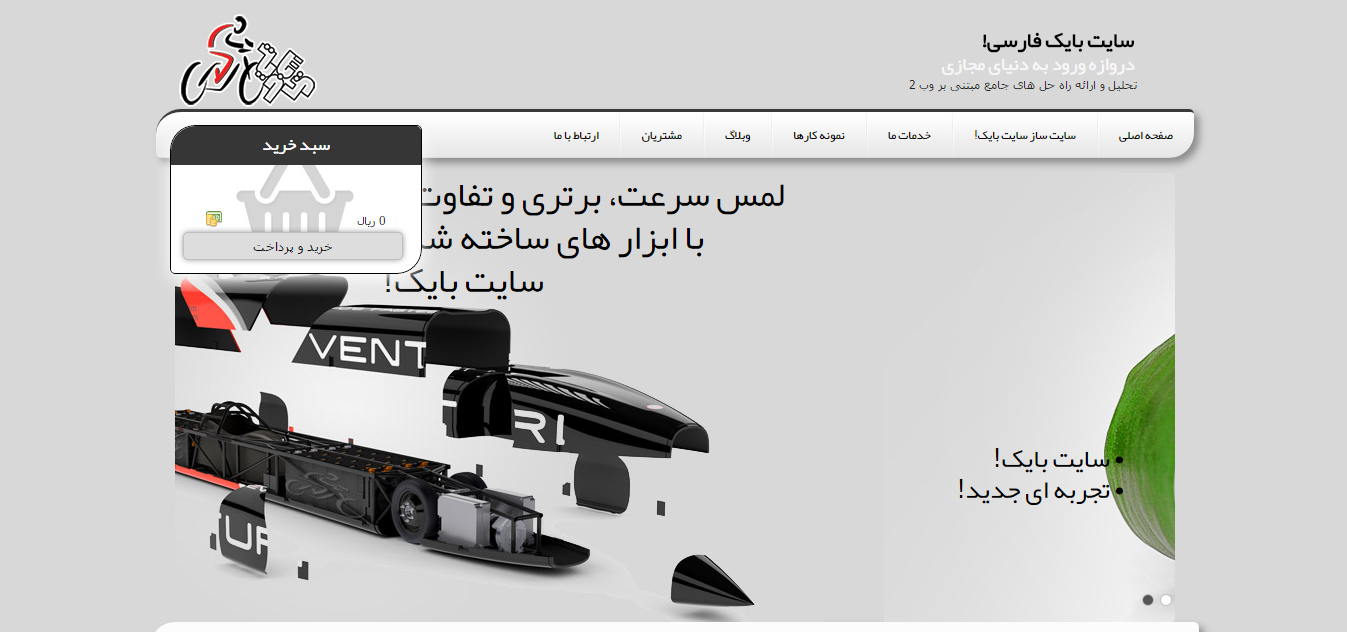 سایت بایک فارسی!
دروازه ورود به دنیای مجازی
تحلیل و ارائه راه حل های جامع مبتنی بر وب 2
صفحه اصلی
سایت ساز سایت بایک!
خدمات ما
نمونه کارها
وبلاگ
مشتریان
ارتباط با ما
سبد خرید
0 ریال
خرید و پرداخت
لمس سرعت، برتری و تفاوت
با ابزار های ساخته
سایت بایک!
VENT
RI
TUR
• سایت بایک!
• تجربه ای جدید!